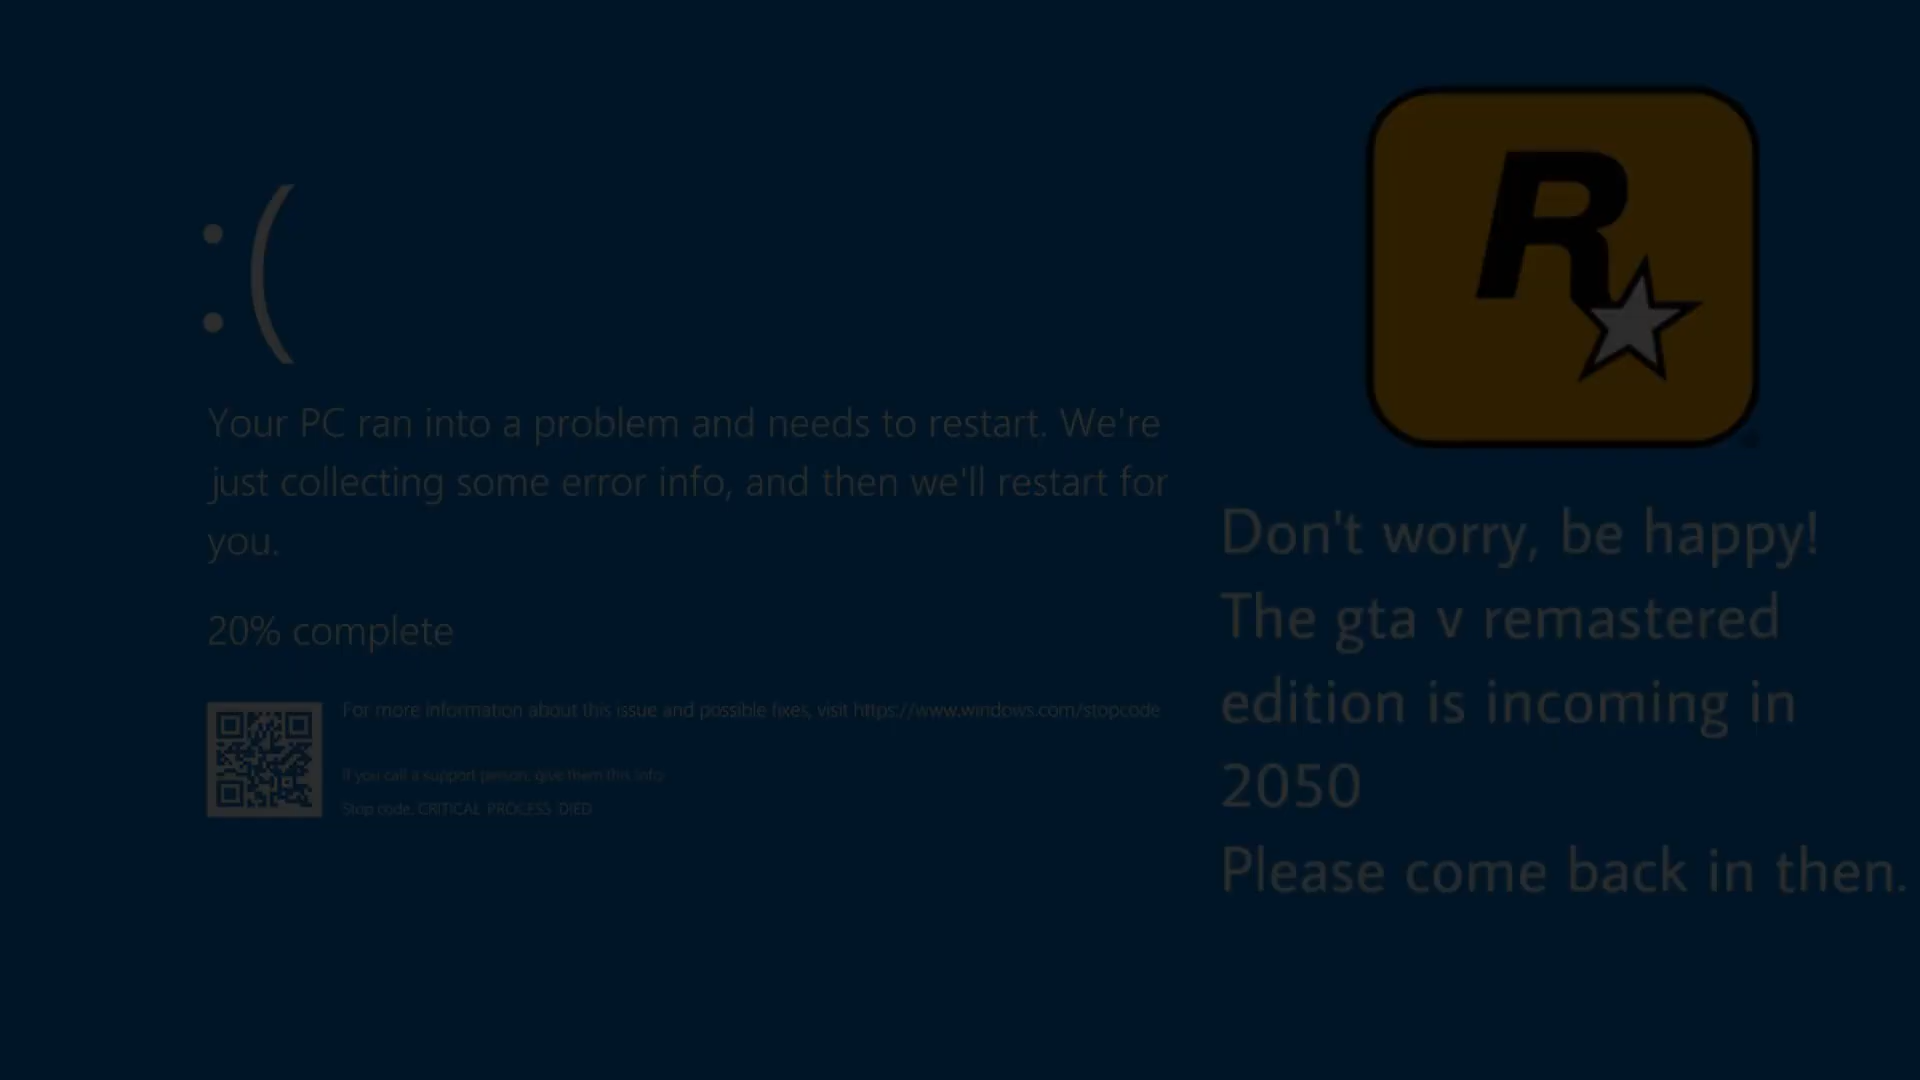 :(
Your PC ran into a problem and needs to restart. We're
just collecting some error info, and then we'll restart for
you.
20% complete
For more information about this issue and possible fixes, visit https://www.windows.com/stopcode
If you call a support person, give them this info:
Stop code: CRITICAL_PROCESS_DIED
R
Don't worry, be happy!
The gta v remastered
edition is incoming in
2050
Please come back in then.